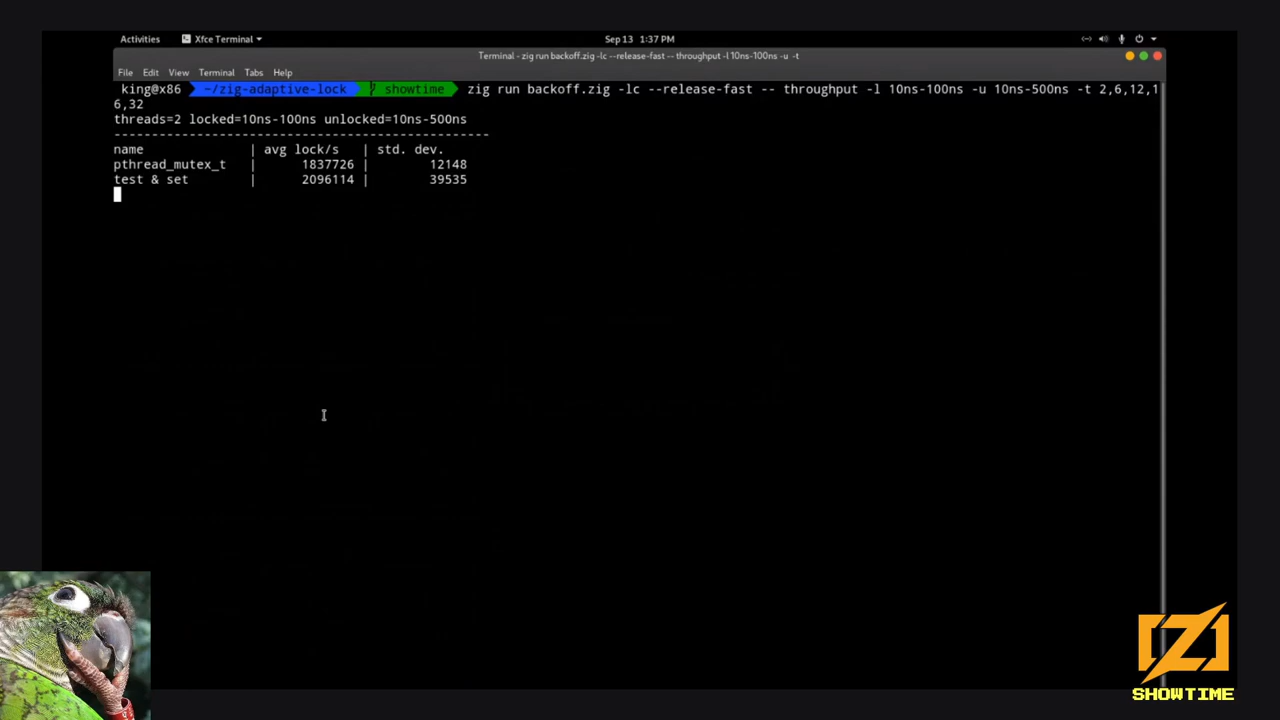 Activities Xfce Terminal Sep 13 1:37 PM
Terminal - zig run backoff.zig -lc --release-fast -- throughput -l 10ns-100ns -u -t
File Edit View Terminal Tabs Help
king@x86 ~/zig-adaptive-lock showtime zig run backoff.zig -lc --release-fast -- throughput -l 10ns-100ns -u 10ns-500ns -t 2,6,12,1
6,32
threads=2 locked=10ns-100ns unlocked=10ns-500ns
--------------------------------------------------
name | avg lock/s | std. dev.
pthread_mutex_t | 1837726 | 12148
test & set | 2096114 | 39535
SHOWTIME